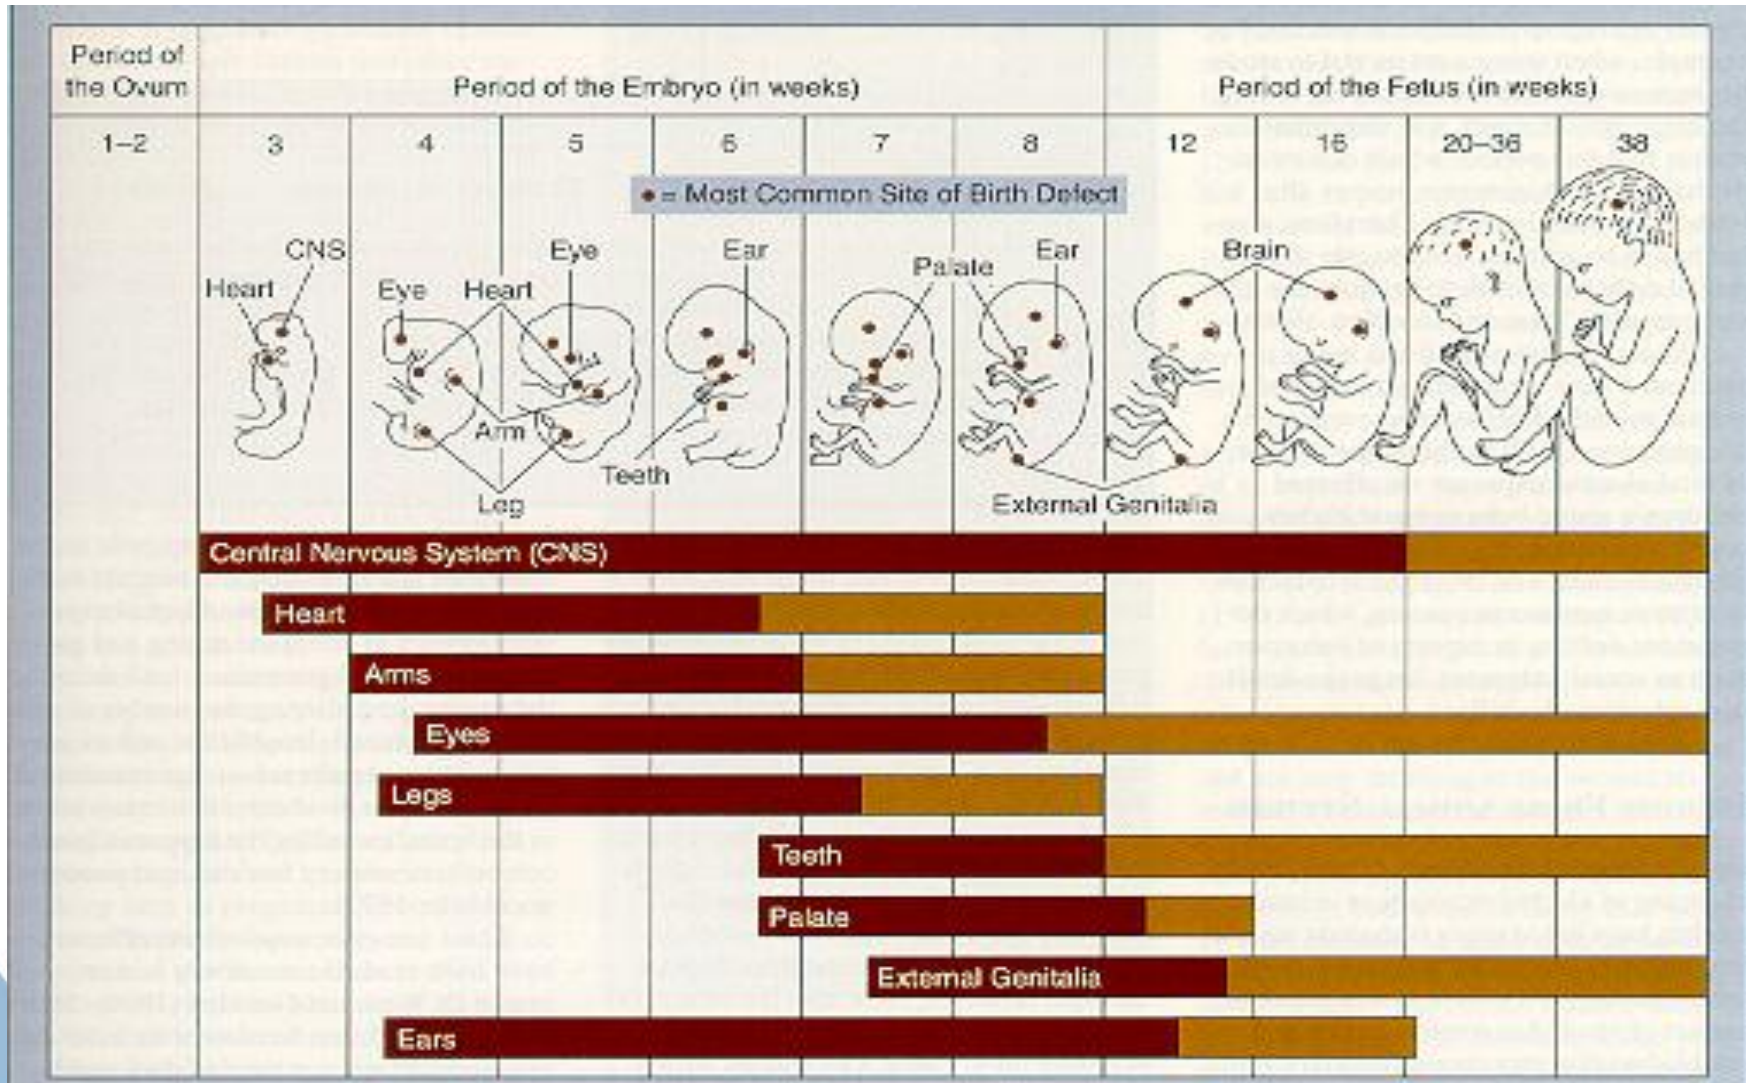 Period of
the Ovum
Period of the Embryo (in weeks)
Period of the Fetus (in weeks)
1–2 3 4 5 6 7 8 12 16 20–36 38
• = Most Common Site of Birth Defect
CNS
Eye
Ear
Ear
Brain
Palate
Heart
Eye
Heart
Arm
Teeth
Leg
External Genitalia
Central Nervous System (CNS)
Heart
Arms
Eyes
Legs
Teeth
Palate
External Genitalia
Ears